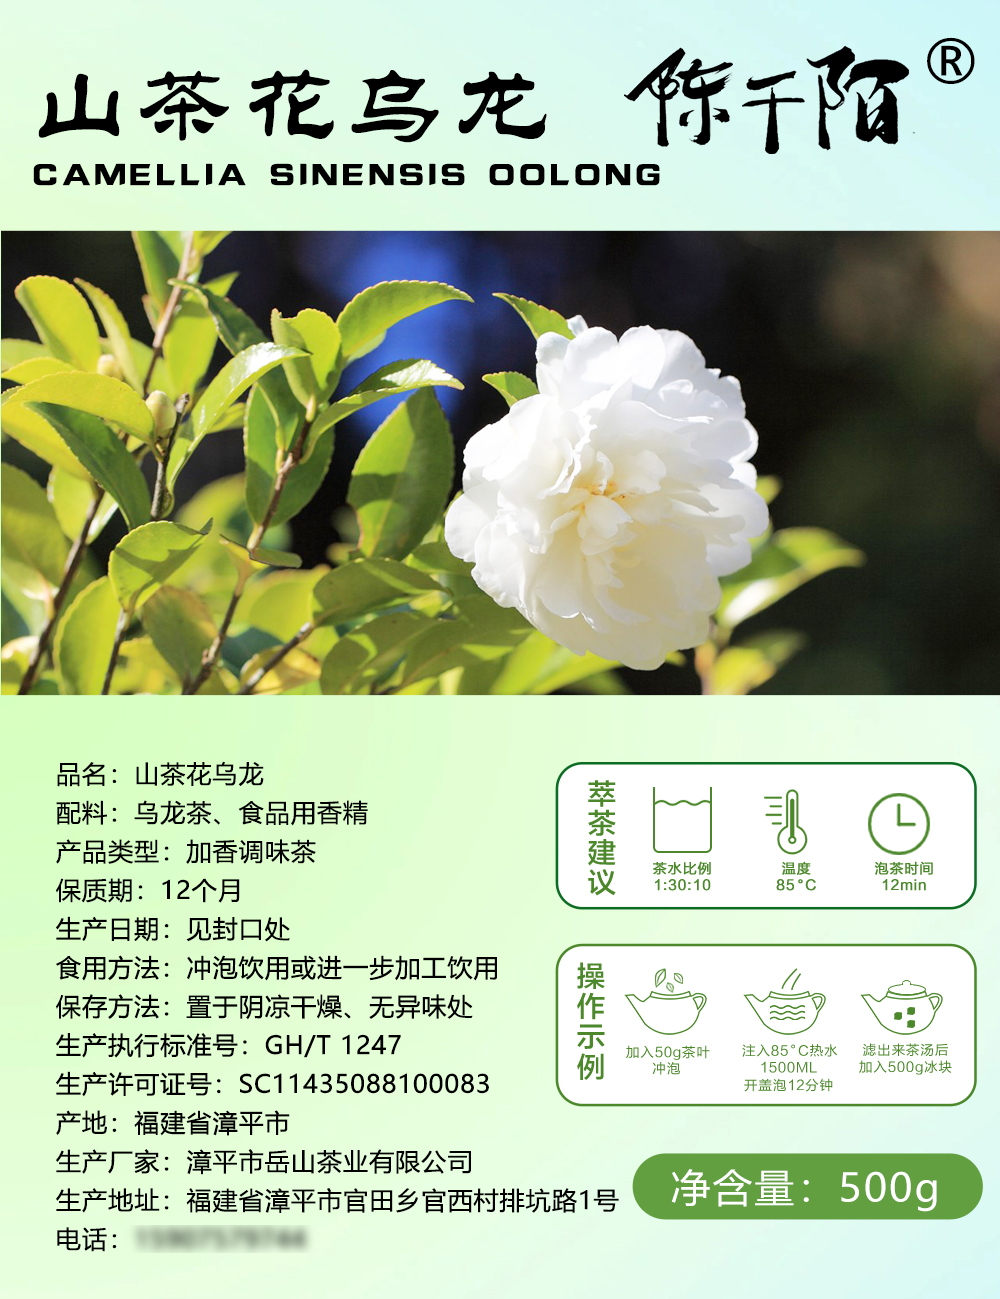 山茶花乌龙
陈千陌®
CAMELLIA SINENSIS OOLONG
品名：山茶花乌龙
配料：乌龙茶、食品用香精
产品类型：加香调味茶
保质期：12个月
生产日期：见封口处
食用方法：冲泡饮用或进一步加工饮用
保存方法：置于阴凉干燥、无异味处
生产执行标准号：GH/T 1247
生产许可证号：SC11435088100083
产地：福建省漳平市
生产厂家：漳平市岳山茶业有限公司
生产地址：福建省漳平市官田乡官西村排坑路1号
电话：
萃茶建议
茶水比例
1:30:10
温度
85°C
泡茶时间
12min
操作示例
加入50g茶叶
冲泡
注入85°C热水
1500ML
开盖泡12分钟
滤出来茶汤后
加入500g冰块
净含量：500g